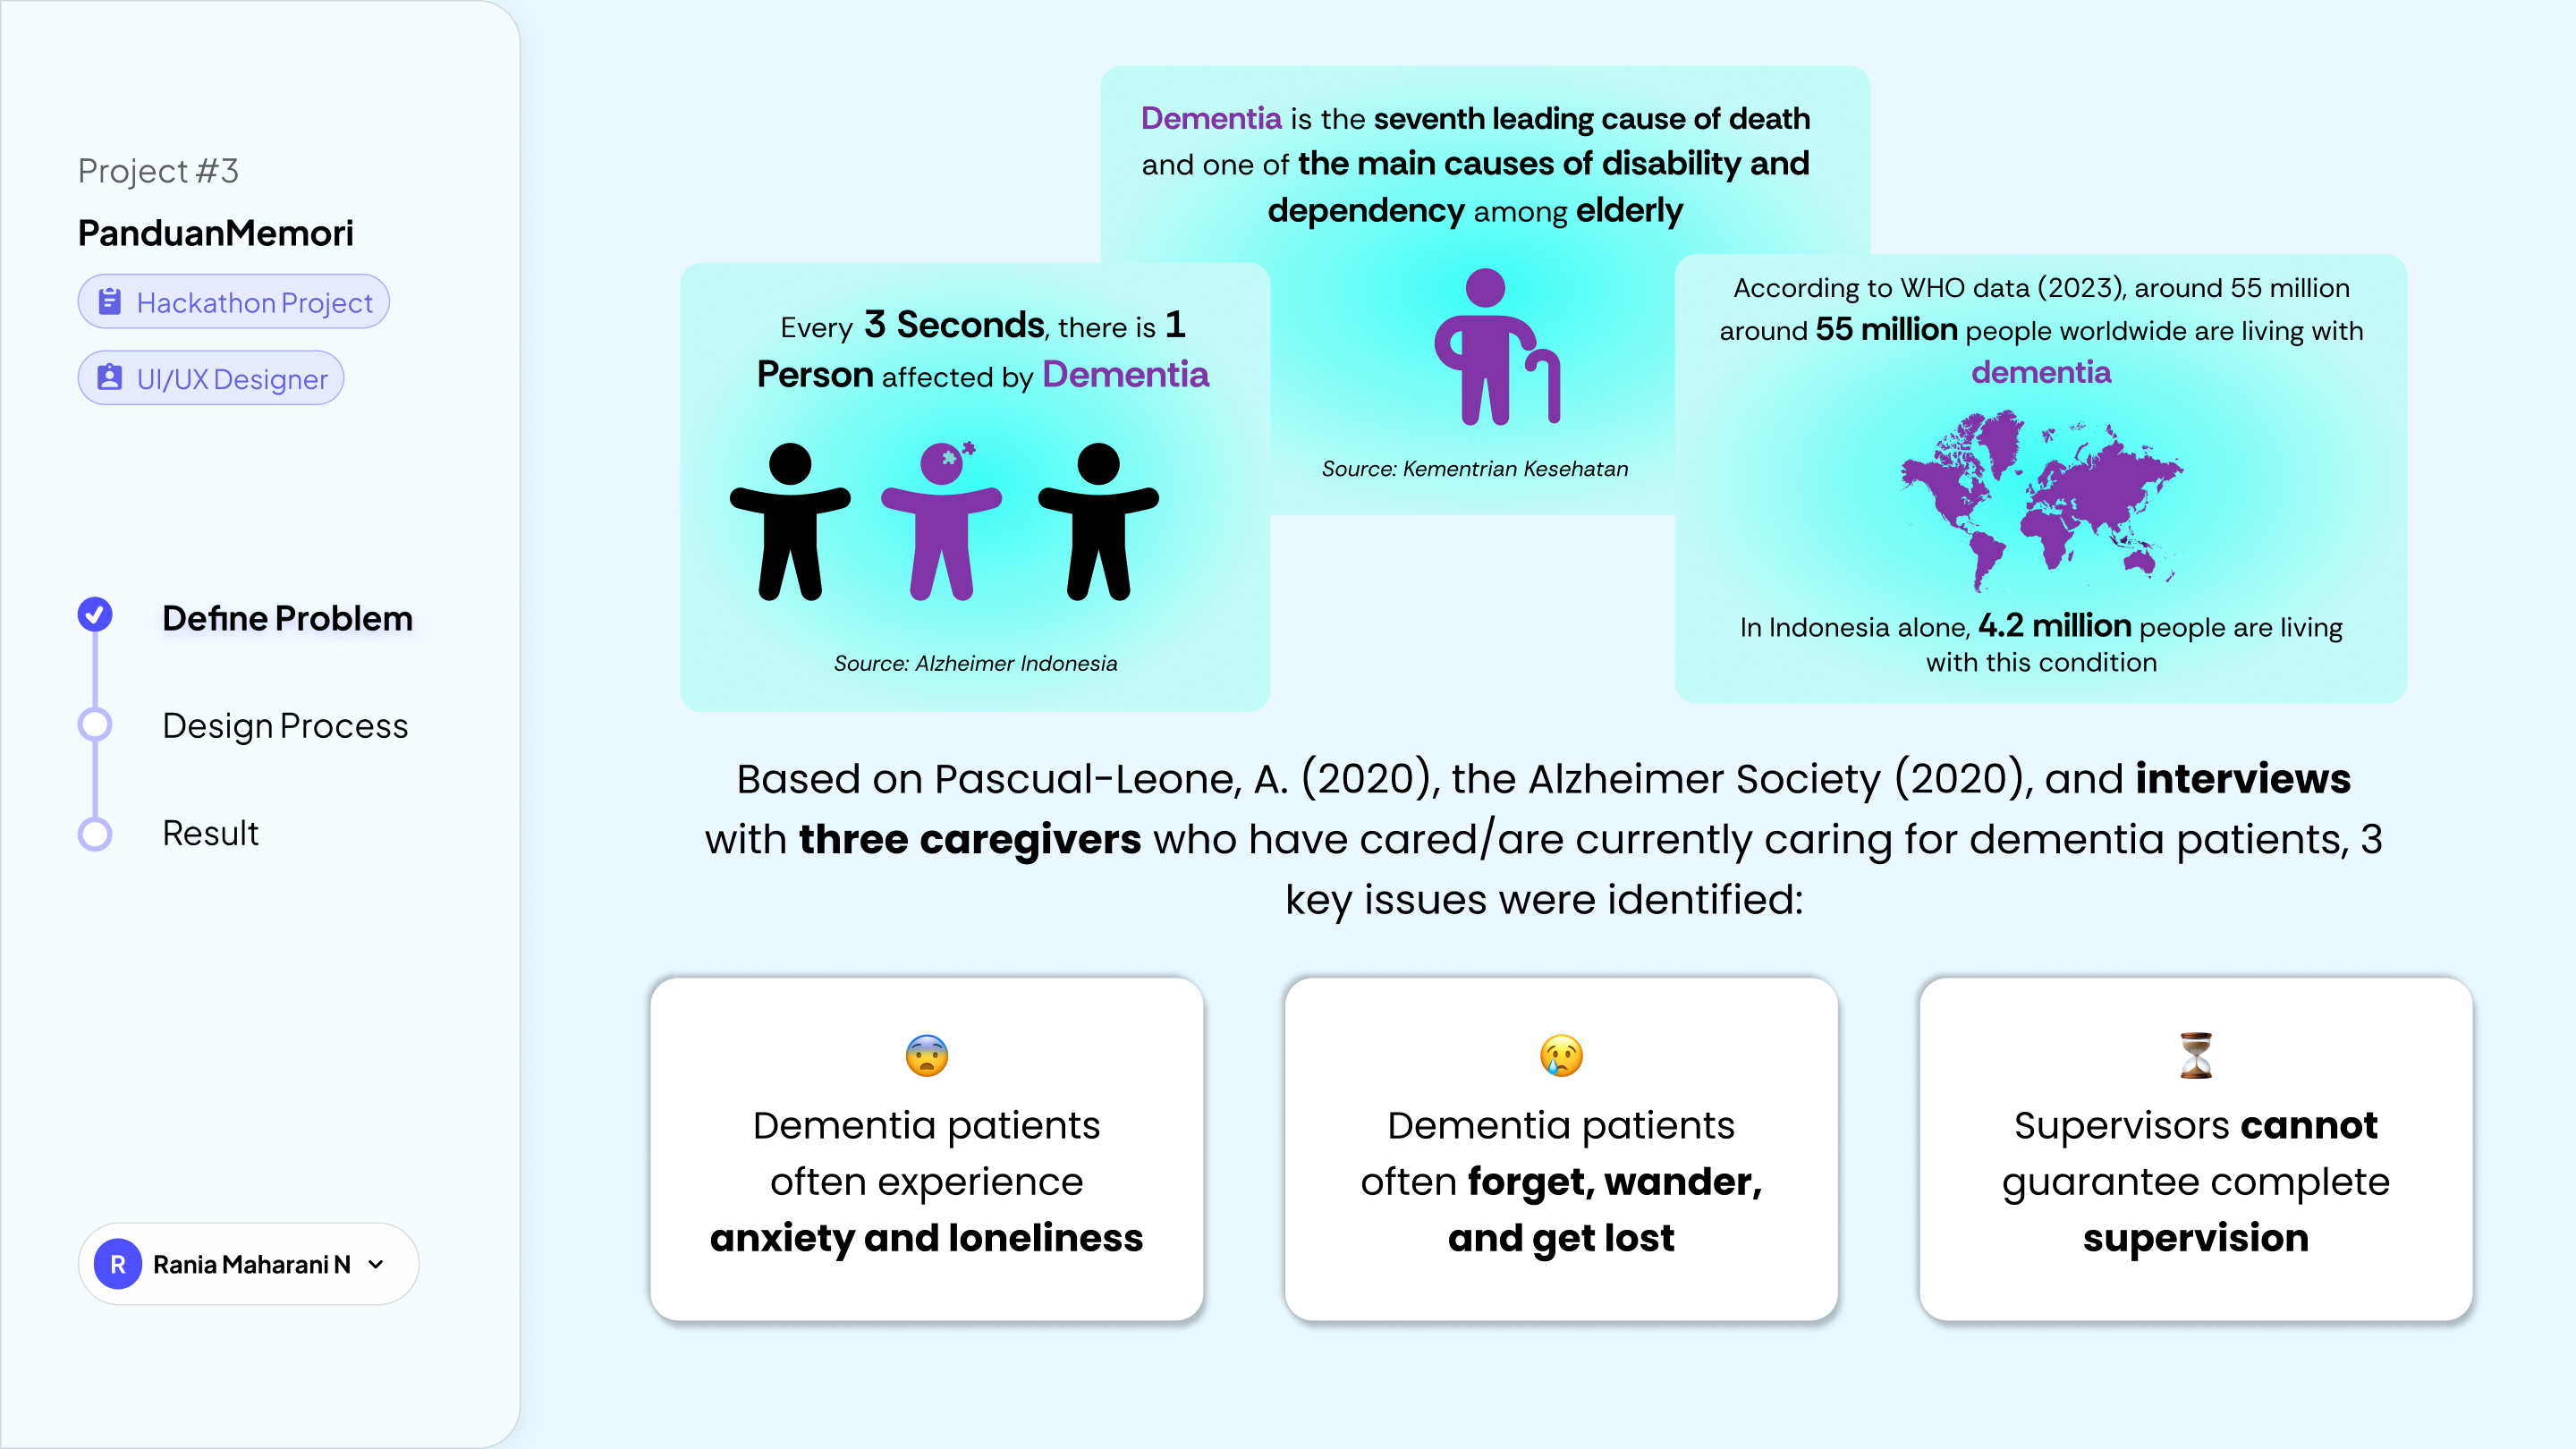 Project #3
PanduanMemori
Hackathon Project
UI/UX Designer
Define Problem
Design Process
Result
R
Rania Maharani N
Dementia is the seventh leading cause of death
and one of the main causes of disability and
dependency among elderly
Source: Kementrian Kesehatan
Every 3 Seconds, there is 1
Person affected by Dementia
Source: Alzheimer Indonesia
According to WHO data (2023), around 55 million
around 55 million people worldwide are living with
dementia
In Indonesia alone, 4.2 million people are living
with this condition
Based on Pascual-Leone, A. (2020), the Alzheimer Society (2020), and interviews
with three caregivers who have cared/are currently caring for dementia patients, 3
key issues were identified:
Dementia patients
often experience
anxiety and loneliness
Dementia patients
often forget, wander,
and get lost
Supervisors cannot
guarantee complete
supervision